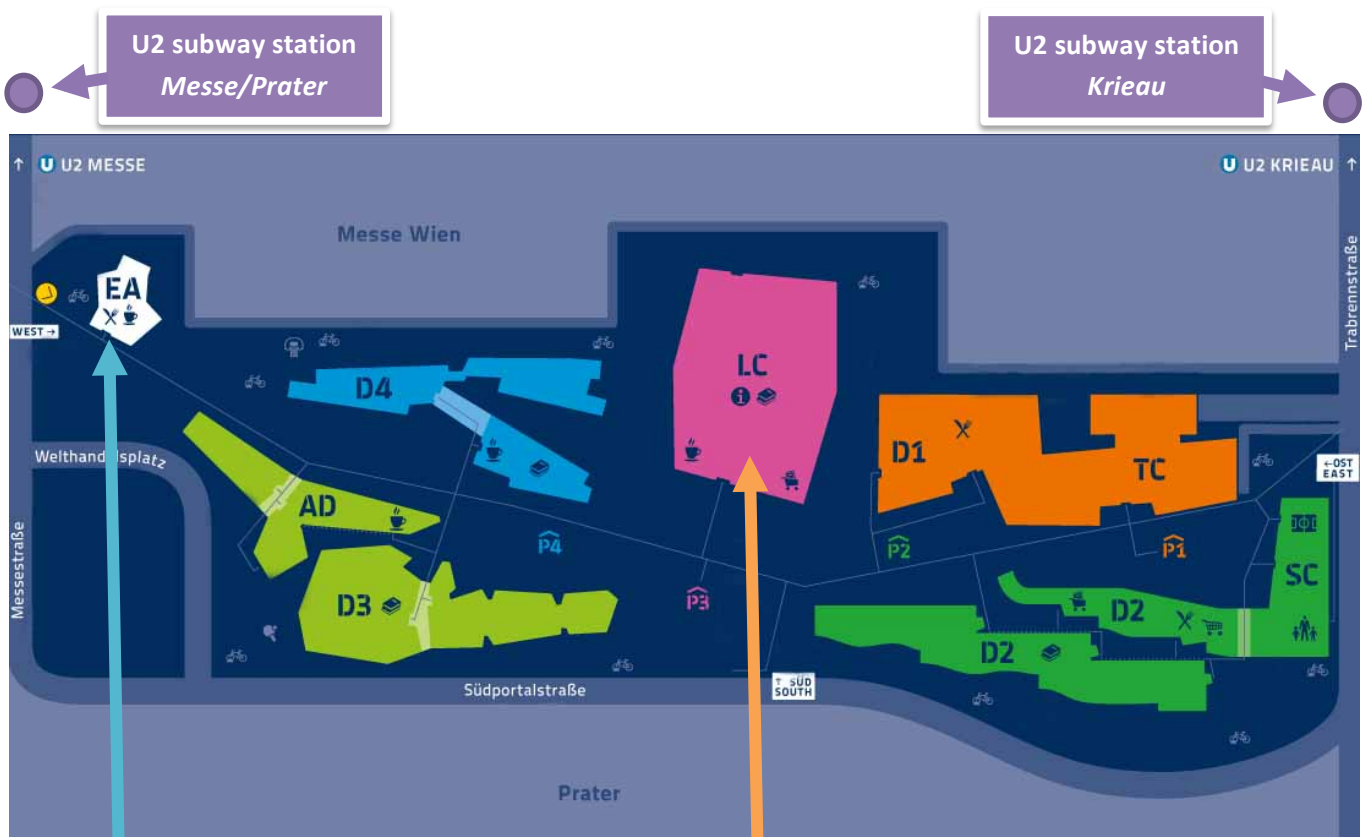 U2 subway station
Messe/Prater
U2 subway station
Krieau
↑ U U2 MESSE
U U2 KRIEAU ↑
Messe Wien
EA
WEST →
Trabrennstraße
D4
LC
i
D1
TC
← OST
EAST
Welthandelsplatz
AD
P4
P2
P1
SC
Messestraße
D3
P3
D2
D2
Südportalstraße
↑ SÜD
SOUTH
Prater